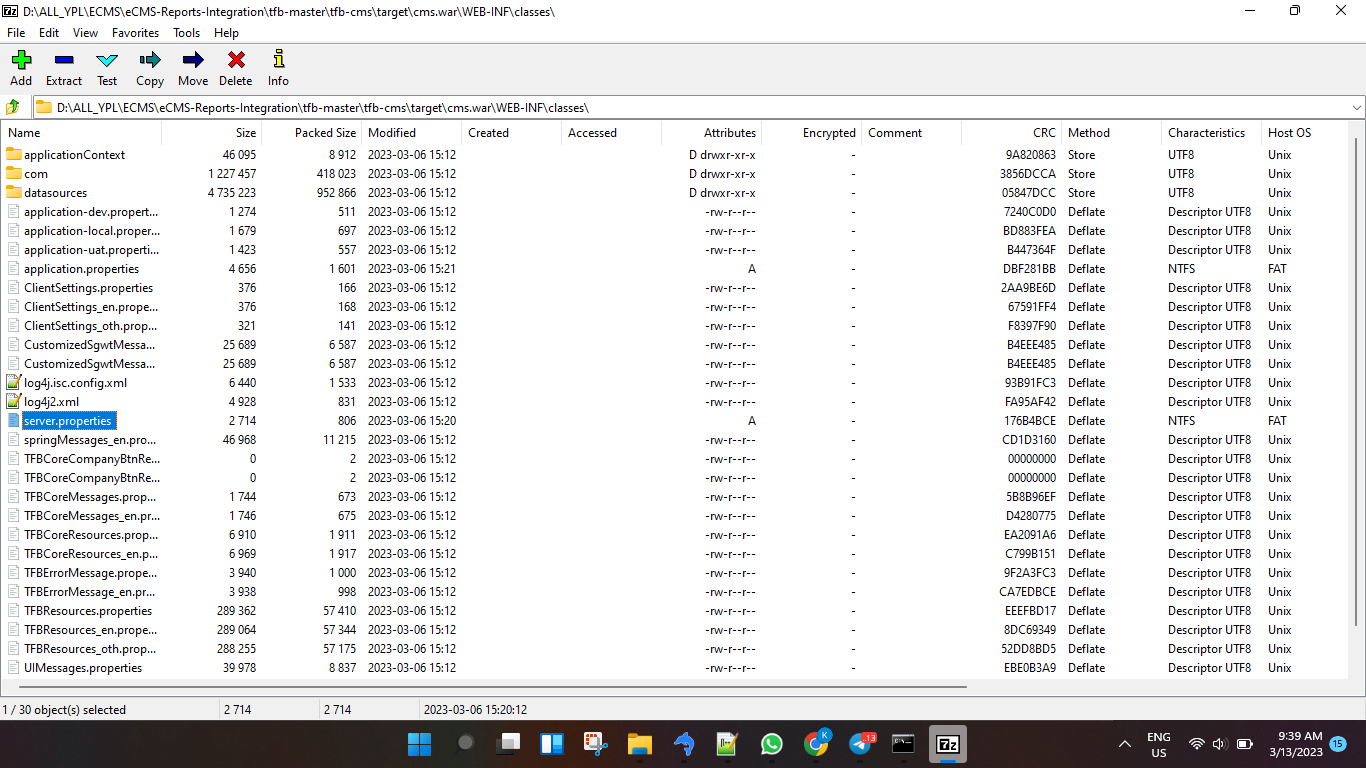 D:\ALL_YPL\ECMS\eCMS-Reports-Integration\tfb-master\tfb-cms\target\cms.war\WEB-INF\classes\
File Edit View Favorites Tools Help
Add Extract Test Copy Move Delete Info
D:\ALL_YPL\ECMS\eCMS-Reports-Integration\tfb-master\tfb-cms\target\cms.war\WEB-INF\classes\
Name Size Packed Size Modified Created Accessed Attributes Encrypted Comment CRC Method Characteristics Host OS
applicationContext 46 095 8 912 2023-03-06 15:12 D drwxr-xr-x - 9A820863 Store UTF8 Unix
com 1 227 457 418 023 2023-03-06 15:12 D drwxr-xr-x - 3856DCCA Store UTF8 Unix
datasources 4 735 223 952 866 2023-03-06 15:12 D drwxr-xr-x - 05847DCC Store UTF8 Unix
application-dev.propert... 1 274 511 2023-03-06 15:12 -rw-r--r-- - 7240C0D0 Deflate Descriptor UTF8 Unix
application-local.proper... 1 679 697 2023-03-06 15:12 -rw-r--r-- - BD883FEA Deflate Descriptor UTF8 Unix
application-uat.properti... 1 423 557 2023-03-06 15:12 -rw-r--r-- - B447364F Deflate Descriptor UTF8 Unix
application.properties 4 656 1 601 2023-03-06 15:21 A - DBF281BB Deflate NTFS FAT
ClientSettings.properties 376 166 2023-03-06 15:12 -rw-r--r-- - 2AA9BE6D Deflate Descriptor UTF8 Unix
ClientSettings_en.prope... 376 168 2023-03-06 15:12 -rw-r--r-- - 67591FF4 Deflate Descriptor UTF8 Unix
ClientSettings_oth.prop... 321 141 2023-03-06 15:12 -rw-r--r-- - F8397F90 Deflate Descriptor UTF8 Unix
CustomizedSgwtMessa... 25 689 6 587 2023-03-06 15:12 -rw-r--r-- - B4EEE485 Deflate Descriptor UTF8 Unix
CustomizedSgwtMessa... 25 689 6 587 2023-03-06 15:12 -rw-r--r-- - B4EEE485 Deflate Descriptor UTF8 Unix
log4j.isc.config.xml 6 440 1 533 2023-03-06 15:12 -rw-r--r-- - 93B91FC3 Deflate Descriptor UTF8 Unix
log4j2.xml 4 928 831 2023-03-06 15:12 -rw-r--r-- - FA95AF42 Deflate Descriptor UTF8 Unix
server.properties 2 714 806 2023-03-06 15:20 A - 176B4BCE Deflate NTFS FAT
springMessages_en.pro... 46 968 11 215 2023-03-06 15:12 -rw-r--r-- - CD1D3160 Deflate Descriptor UTF8 Unix
TFBCoreCompanyBtnRe... 0 2 2023-03-06 15:12 -rw-r--r-- - 00000000 Deflate Descriptor UTF8 Unix
TFBCoreCompanyBtnRe... 0 2 2023-03-06 15:12 -rw-r--r-- - 00000000 Deflate Descriptor UTF8 Unix
TFBCoreMessages.prop... 1 744 673 2023-03-06 15:12 -rw-r--r-- - 5B8B96EF Deflate Descriptor UTF8 Unix
TFBCoreMessages_en.pr... 1 746 675 2023-03-06 15:12 -rw-r--r-- - D4280775 Deflate Descriptor UTF8 Unix
TFBCoreResources.prop... 6 910 1 911 2023-03-06 15:12 -rw-r--r-- - EA2091A6 Deflate Descriptor UTF8 Unix
TFBCoreResources_en.p... 6 969 1 917 2023-03-06 15:12 -rw-r--r-- - C799B151 Deflate Descriptor UTF8 Unix
TFBErrorMessage.prope... 3 940 1 000 2023-03-06 15:12 -rw-r--r-- - 9F2A3FC3 Deflate Descriptor UTF8 Unix
TFBErrorMessage_en.pr... 3 938 998 2023-03-06 15:12 -rw-r--r-- - CA7EDBCE Deflate Descriptor UTF8 Unix
TFBResources.properties 289 362 57 410 2023-03-06 15:12 -rw-r--r-- - EEEFBD17 Deflate Descriptor UTF8 Unix
TFBResources_en.prope... 289 064 57 344 2023-03-06 15:12 -rw-r--r-- - 8DC69349 Deflate Descriptor UTF8 Unix
TFBResources_oth.prop... 288 255 57 175 2023-03-06 15:12 -rw-r--r-- - 52DD8BD5 Deflate Descriptor UTF8 Unix
UIMessages.properties 39 978 8 837 2023-03-06 15:12 -rw-r--r-- - EBE0B3A9 Deflate Descriptor UTF8 Unix
1 / 30 object(s) selected 2 714 2 714 2023-03-06 15:20:12
K 13 7z ENG 9:39 AM
US 3/13/2023 15